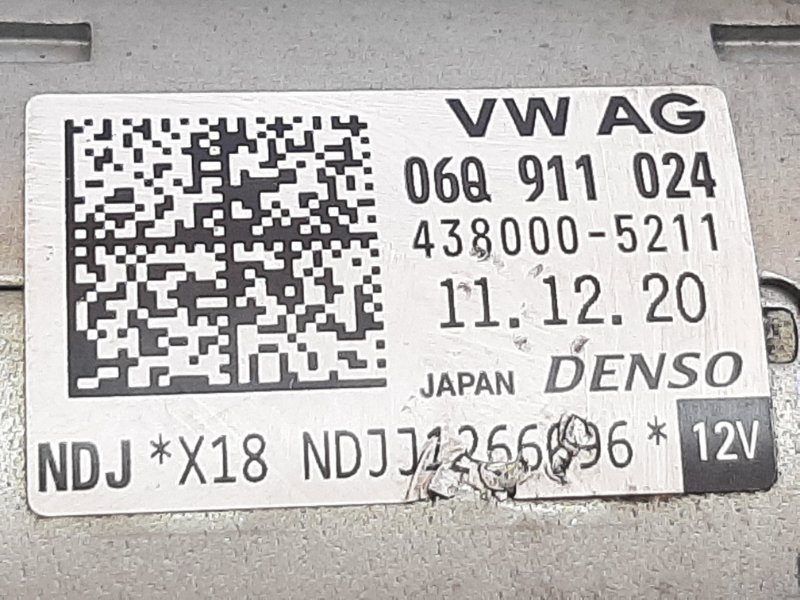 VW AG
06Q 911 024
438000-5211
11.12.20
JAPAN DENSO
NDJ *X18 *
12V